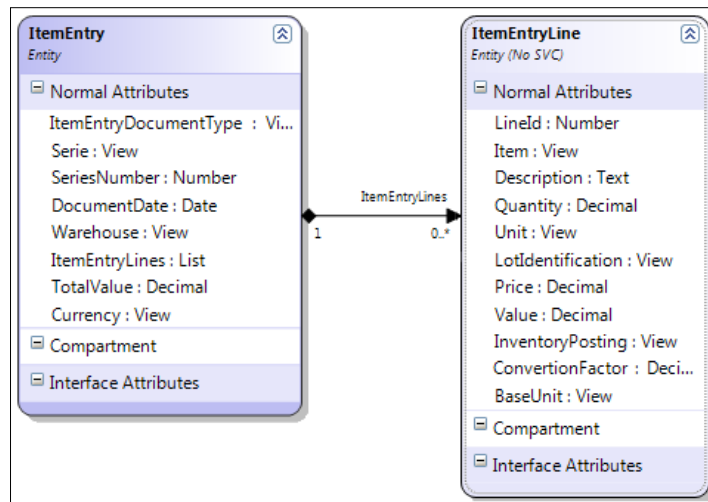 ItemEntry
Entity
Normal Attributes
ItemEntryDocumentType : Vi...
Serie : View
SeriesNumber : Number
DocumentDate : Date
Warehouse : View
ItemEntryLines : List
TotalValue : Decimal
Currency : View
Compartment
Interface Attributes
ItemEntryLines
1
0..*
ItemEntryLine
Entity (No SVC)
Normal Attributes
LineId : Number
Item : View
Description : Text
Quantity : Decimal
Unit : View
LotIdentification : View
Price : Decimal
Value : Decimal
InventoryPosting : View
ConvertionFactor : Deci...
BaseUnit : View
Compartment
Interface Attributes